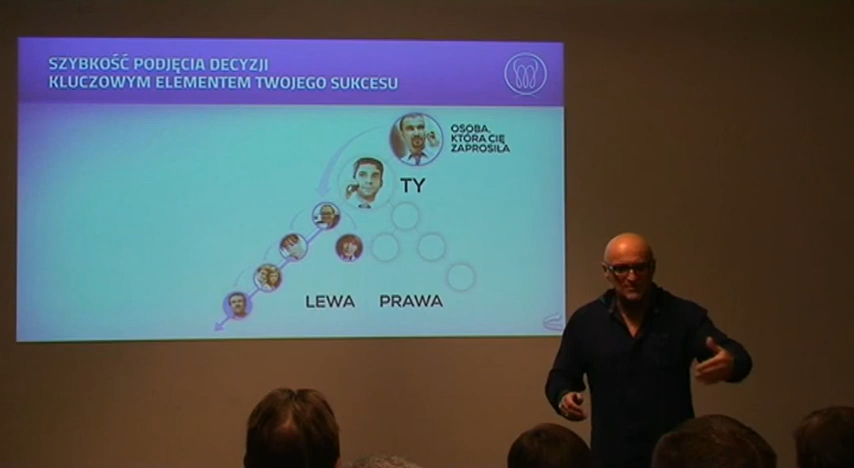 SZYBKOŚĆ PODJĘCIA DECYZJI
KLUCZOWYM ELEMENTEM TWOJEGO SUKCESU
OSOBA,
KTÓRA CIĘ
ZAPROSIŁA
TY
LEWA PRAWA